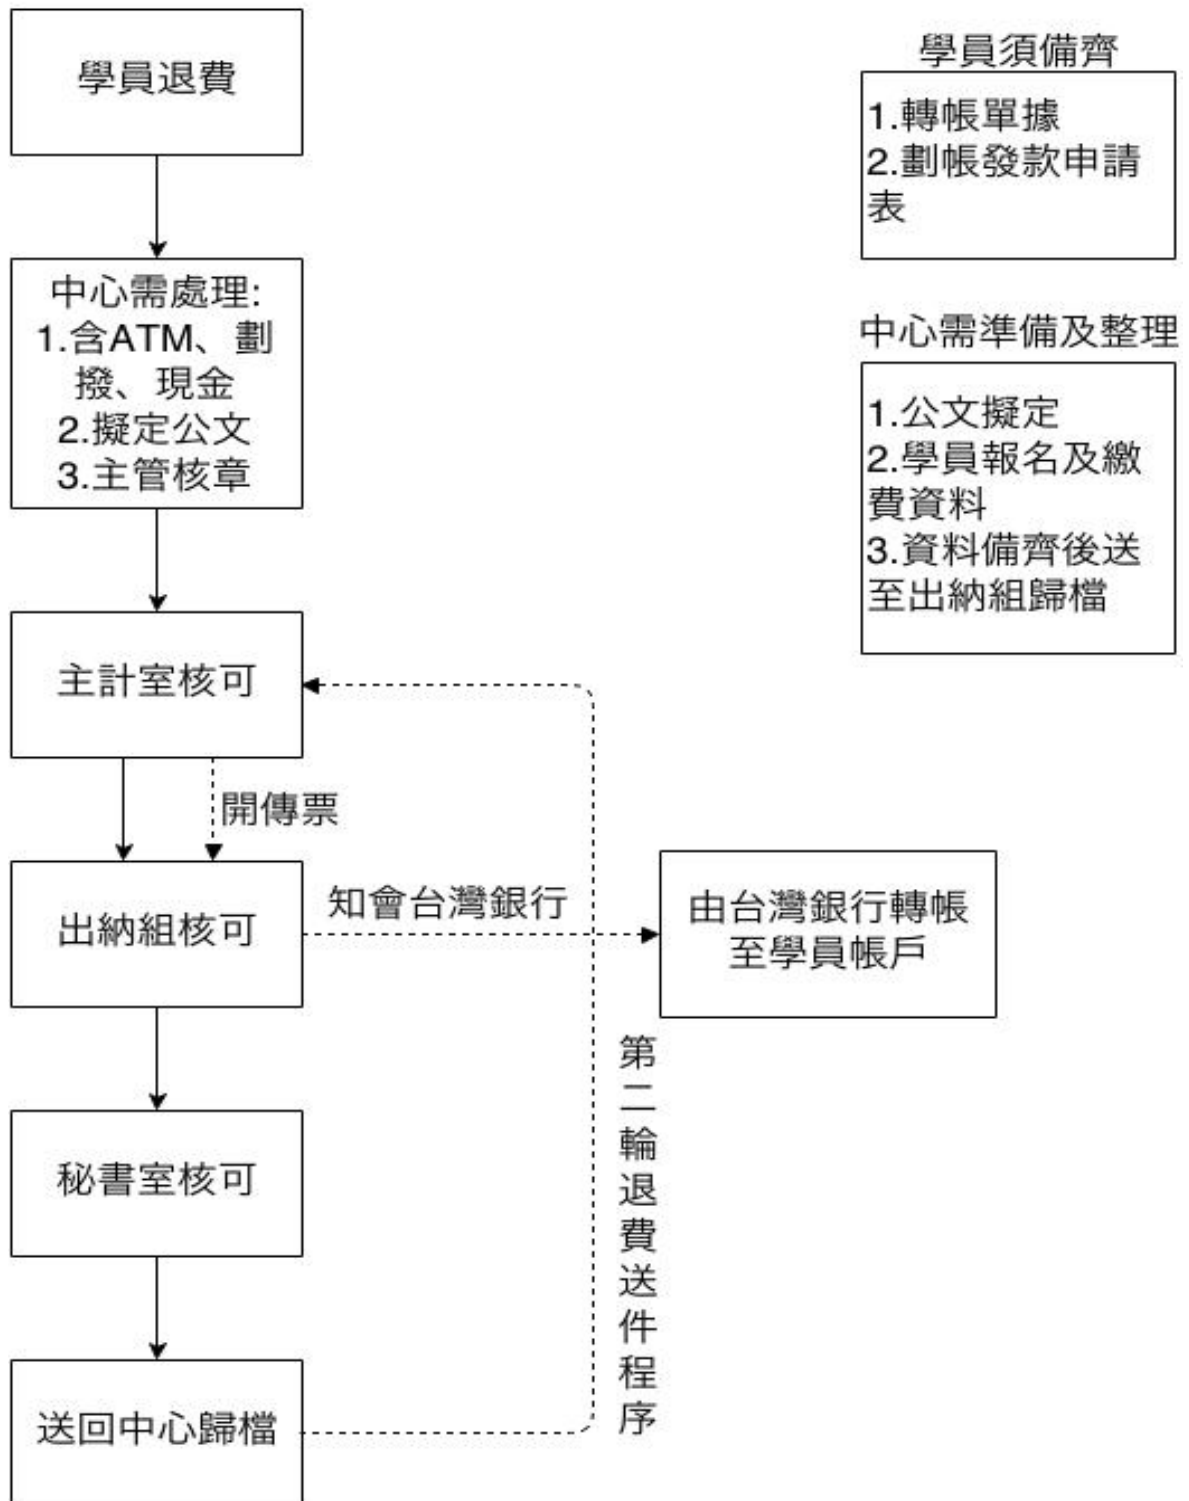 學員退費
中心需處理:
1.含ATM、劃
撥、現金
2.擬定公文
3.主管核章
主計室核可
開傳票
出納組核可
知會台灣銀行
由台灣銀行轉帳
至學員帳戶
秘書室核可
送回中心歸檔
第二輪退費送件程序
學員須備齊
1.轉帳單據
2.劃帳發款申請
表
中心需準備及整理
1.公文擬定
2.學員報名及繳
費資料
3.資料備齊後送
至出納組歸檔